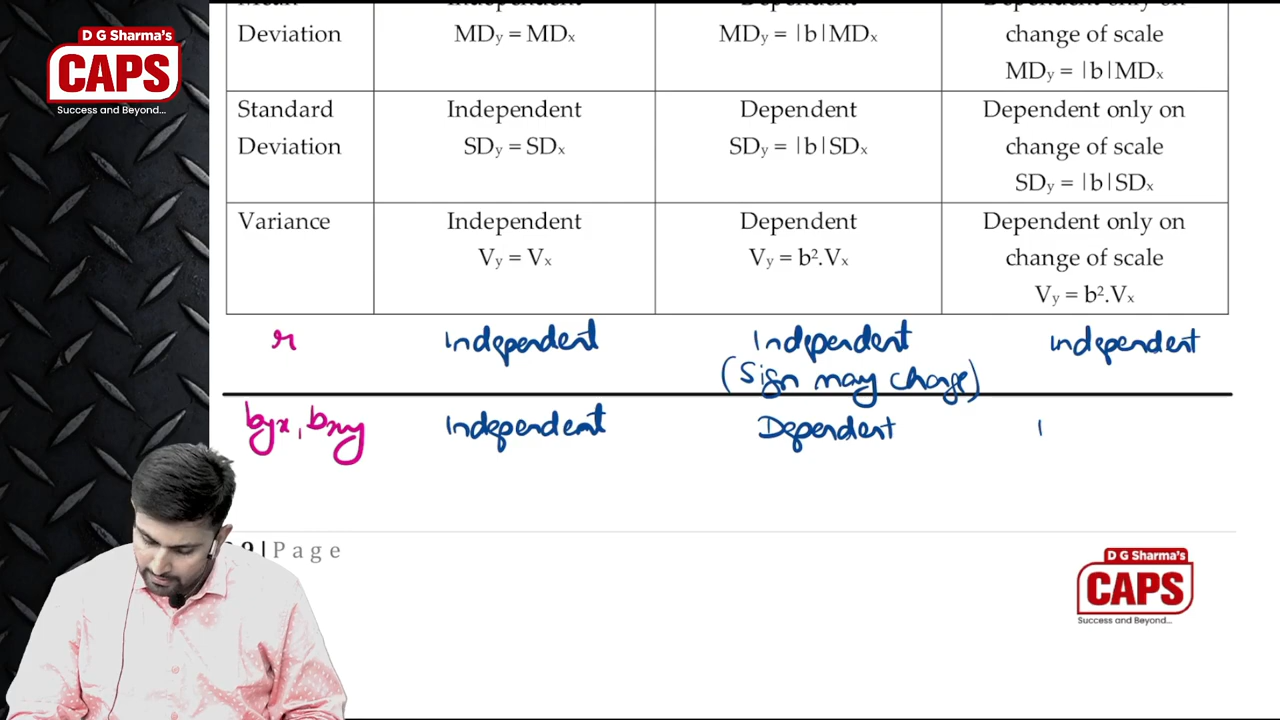 D G Sharma's
CAPS
Success and Beyond...
Deviation MDy = MDx MDy = |b|MDx change of scale
MDy = |b|MDx
Standard Independent Dependent Dependent only on
Deviation SDy = SDx SDy = |b|SDx change of scale
SDy = |b|SDx
Variance Independent Dependent Dependent only on
Vy = Vx Vy = b².Vx change of scale
Vy = b².Vx
r Independent Independent Independent
(Sign may change)
byx, bxy Independent Dependent
9 | Page
D G Sharma's
CAPS
Success and Beyond...